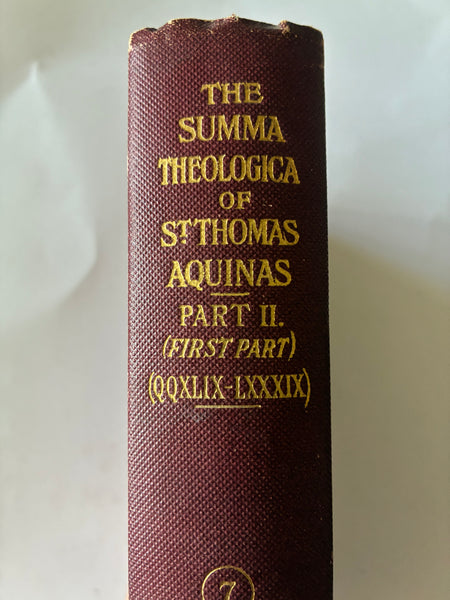 THE
SUMMA
THEOLOGICA
OF
ST THOMAS
AQUINAS
PART II.
(FIRST PART)
(QQXLIX-LXXXIX)
7